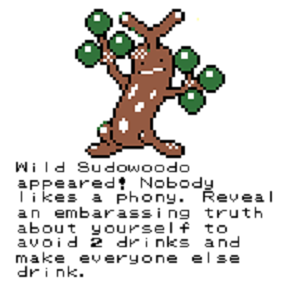 Wild Sudowoodo
appeared! Nobody
likes a phony. Reveal
an embarassing truth
about yourself to
avoid 2 drinks and
make everyone else
drink.